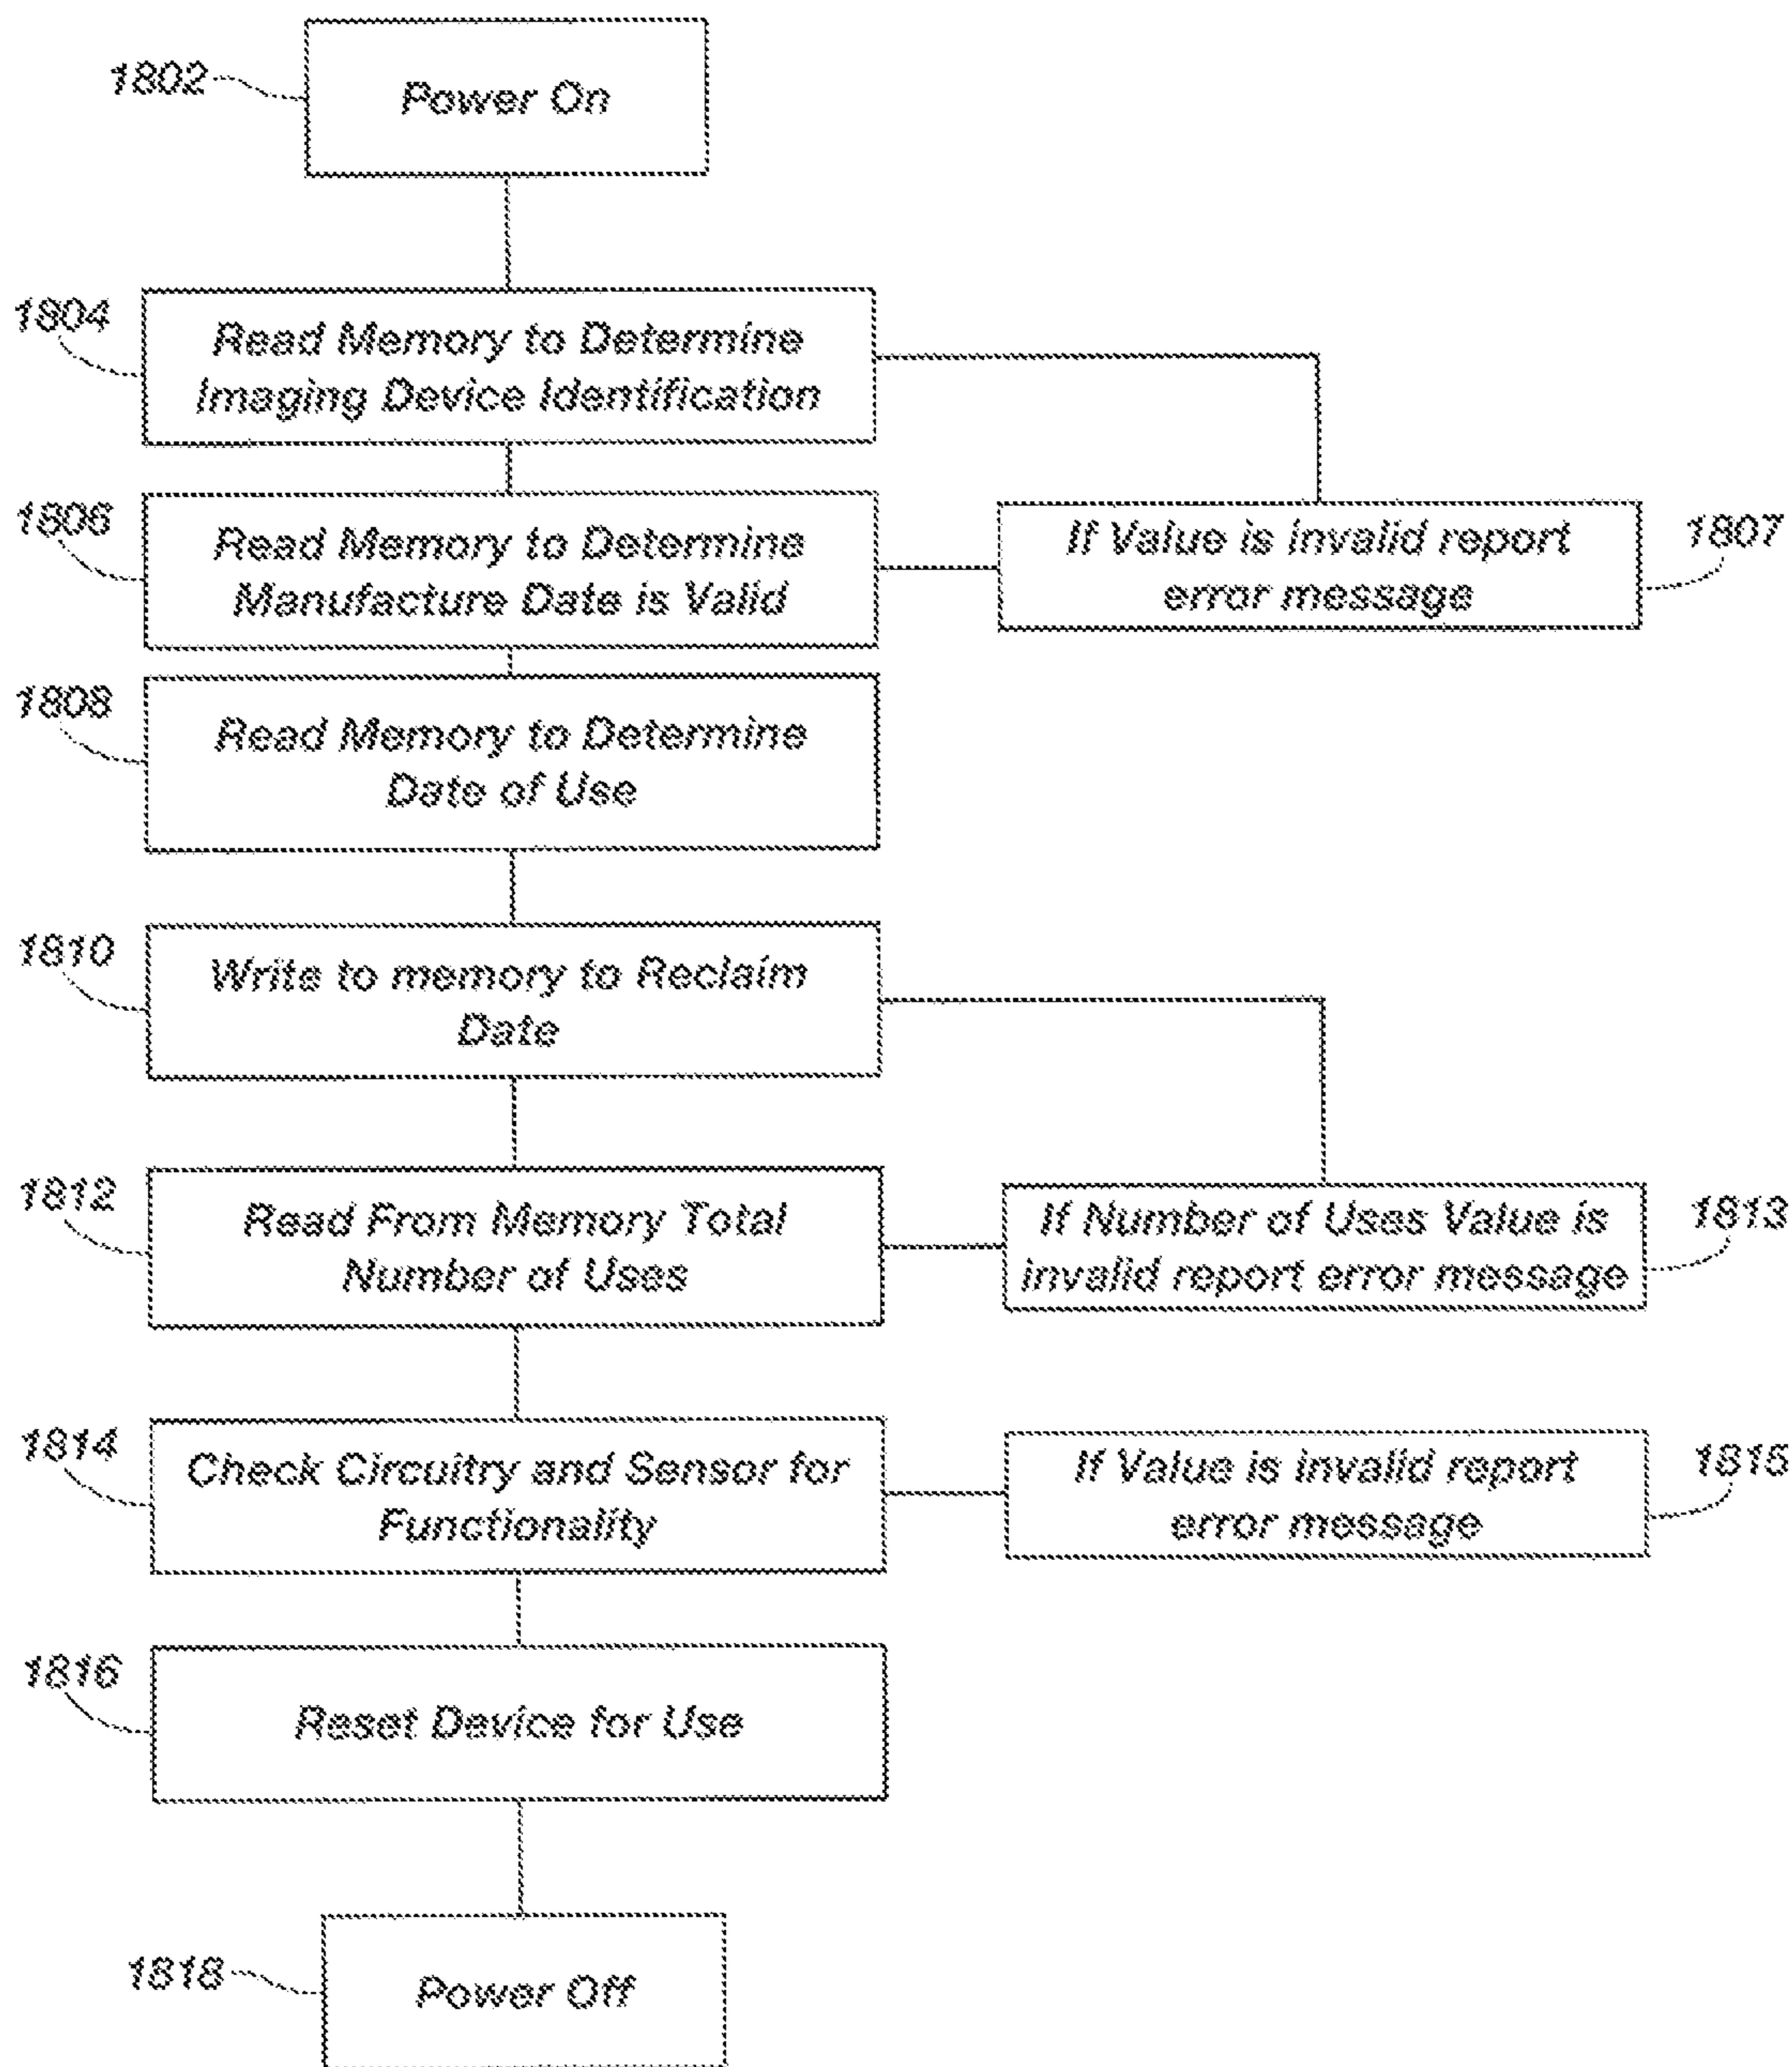 1802
Power On
1804
Read Memory to Determine
Imaging Device Identification
1806
Read Memory to Determine
Manufacture Date is Valid
If Value is invalid report
error message
1807
1808
Read Memory to Determine
Date of Use
1810
Write to memory to Reclaim
Date
1812
Read From Memory Total
Number of Uses
If Number of Uses Value is
invalid report error message
1813
1814
Check Circuitry and Sensor for
Functionality
If Value is invalid report
error message
1815
1816
Reset Device for Use
1818
Power Off